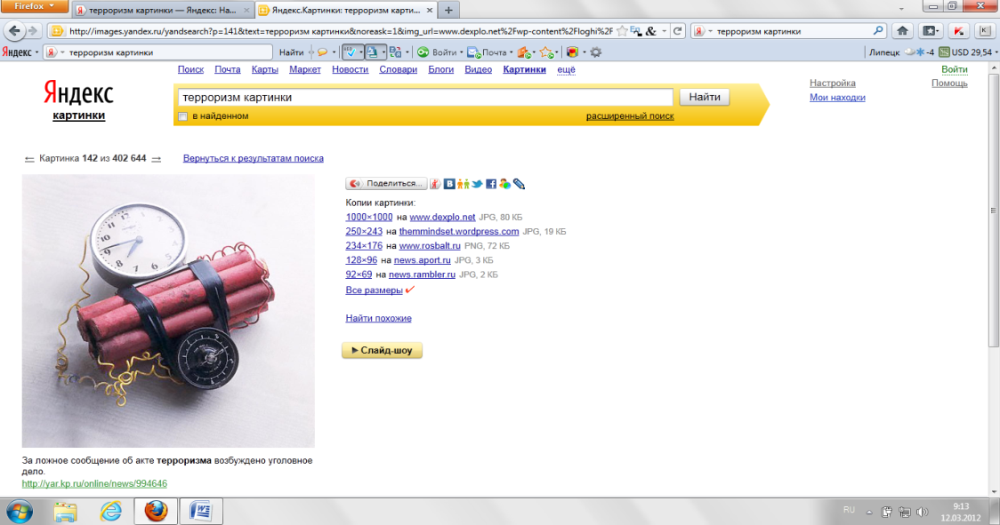 Firefox
терроризм картинки — Яндекс: На...
Яндекс.Картинки: терроризм карти...
http://images.yandex.ru/yandsearch?p=141&text=терроризм картинки&noreask=1&img_url=www.dexplo.net%2Fwp-content%2Floghi%2F
терроризм картинки
Яндекс
терроризм картинки
Найти
Войти
Почта
Липецк
-4
USD 29,54
Поиск Почта Карты Маркет Новости Словари Блоги Видео Картинки ещё
Войти
Яндекс
картинки
терроризм картинки
Найти
Настройка
Помощь
в найденном
расширенный поиск
Мои находки
← Картинка 142 из 402 644 →
Вернуться к результатам поиска
Поделиться...
Копии картинки:
1000×1000 на www.dexplo.net JPG, 80 КБ
250×243 на themmindset.wordpress.com JPG, 19 КБ
234×176 на www.rosbalt.ru PNG, 72 КБ
128×96 на news.aport.ru JPG, 3 КБ
92×69 на news.rambler.ru JPG, 2 КБ
Все размеры
Найти похожие
Слайд-шоу
За ложное сообщение об акте терроризма возбуждено уголовное
дело.
http://yar.kp.ru/online/news/994646
RU
9:13
12.03.2012